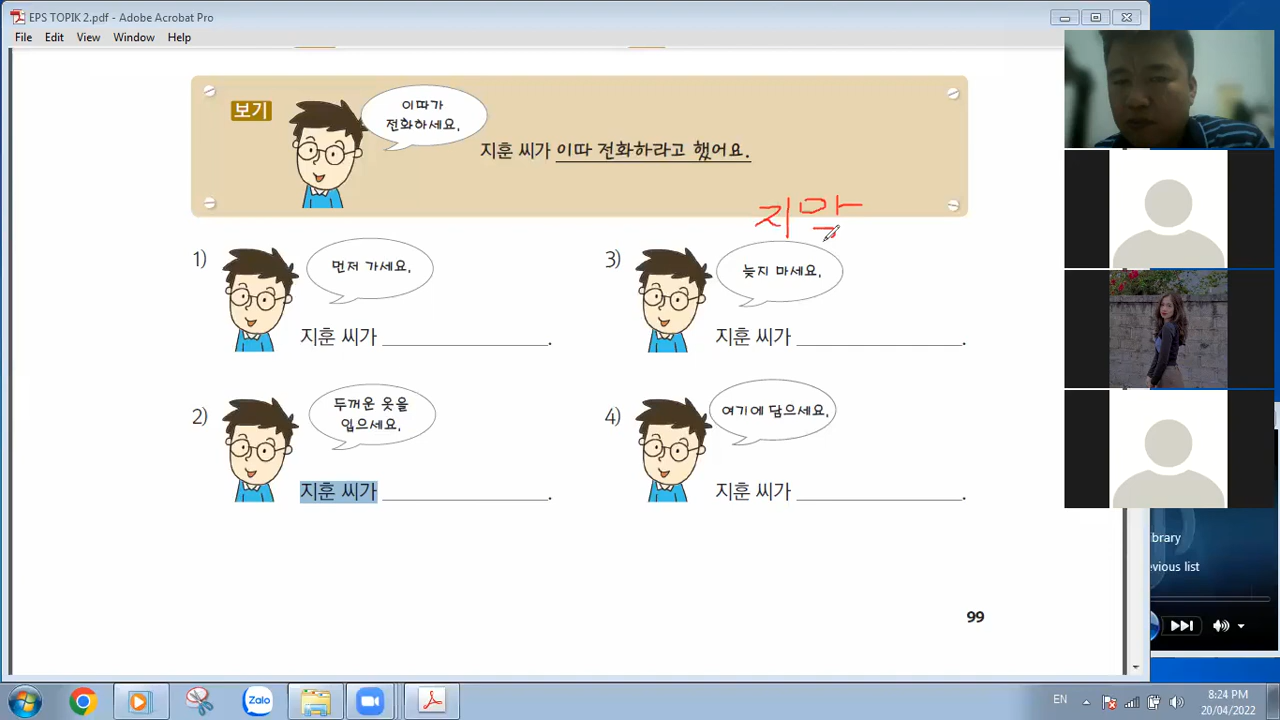 EPS TOPIK 2.pdf - Adobe Acrobat Pro
File Edit View Window Help
보기
이따가
전화하세요.
지훈 씨가 이따 전화하라고 했어요.
1)
먼저 가세요.
지훈 씨가 .
2)
두꺼운 옷을
입으세요.
지훈 씨가 .
지마
3)
늦지 마세요.
지훈 씨가 .
4)
여기에 담으세요.
지훈 씨가 .
99
ibrary
evious list
Zalo
EN
8:24 PM
20/04/2022